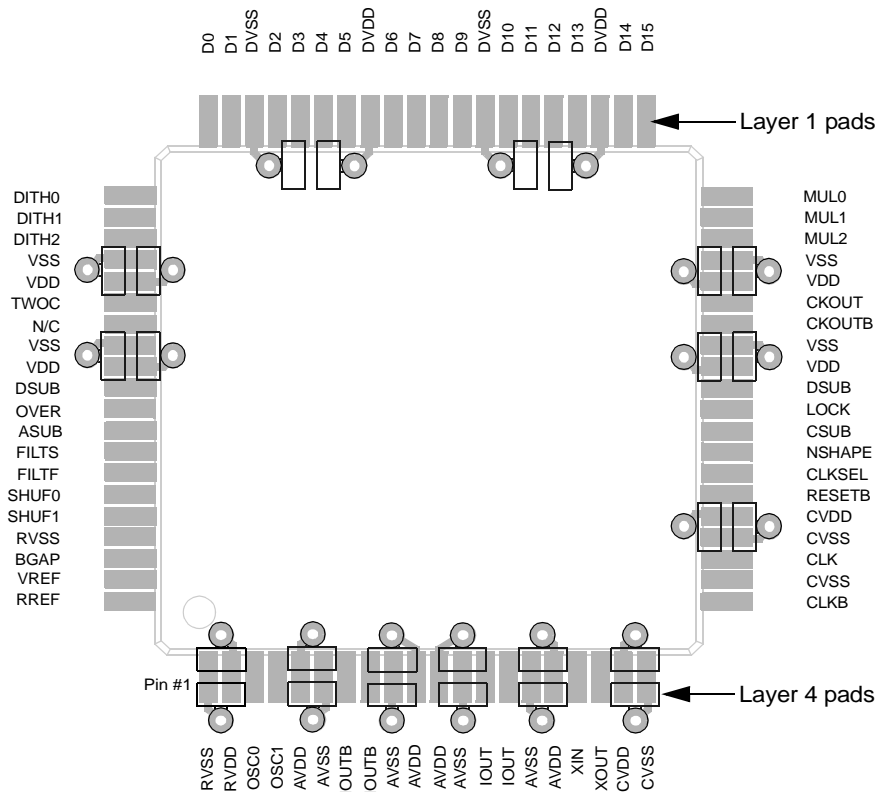 D0
D1
DVSS
D2
D3
D4
D5
DVDD
D6
D7
D8
D9
DVSS
D10
D11
D12
D13
DVDD
D14
D15
Layer 1 pads
DITH0
DITH1
DITH2
VSS
VDD
TWOC
N/C
VSS
VDD
DSUB
OVER
ASUB
FILTS
FILTF
SHUF0
SHUF1
RVSS
BGAP
VREF
RREF
MUL0
MUL1
MUL2
VSS
VDD
CKOUT
CKOUTB
VSS
VDD
DSUB
LOCK
CSUB
NSHAPE
CLKSEL
RESETB
CVDD
CVSS
CLK
CVSS
CLKB
Pin #1
Layer 4 pads
RVSS
RVDD
OSC0
OSC1
AVDD
AVSS
OUTB
OUTB
AVSS
AVDD
AVDD
AVSS
IOUT
IOUT
AVSS
AVDD
XIN
XOUT
CVDD
CVSS